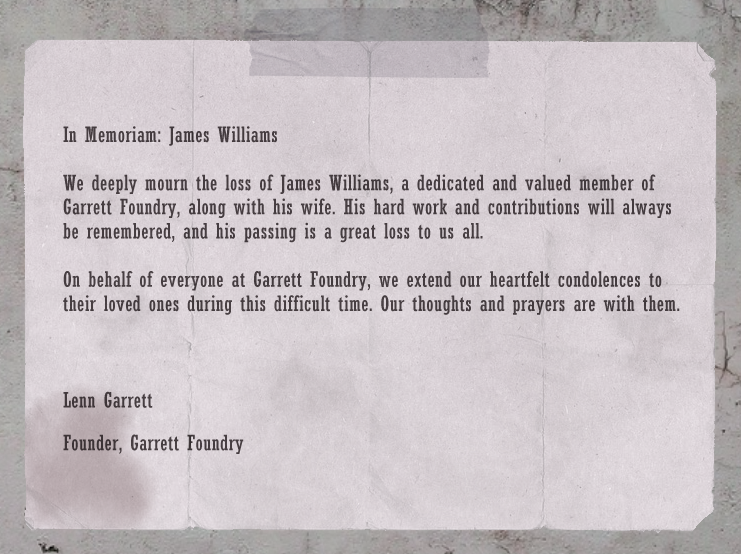 In Memoriam: James Williams
We deeply mourn the loss of James Williams, a dedicated and valued member of
Garrett Foundry, along with his wife. His hard work and contributions will always
be remembered, and his passing is a great loss to us all.
On behalf of everyone at Garrett Foundry, we extend our heartfelt condolences to
their loved ones during this difficult time. Our thoughts and prayers are with them.
Lenn Garrett
Founder, Garrett Foundry